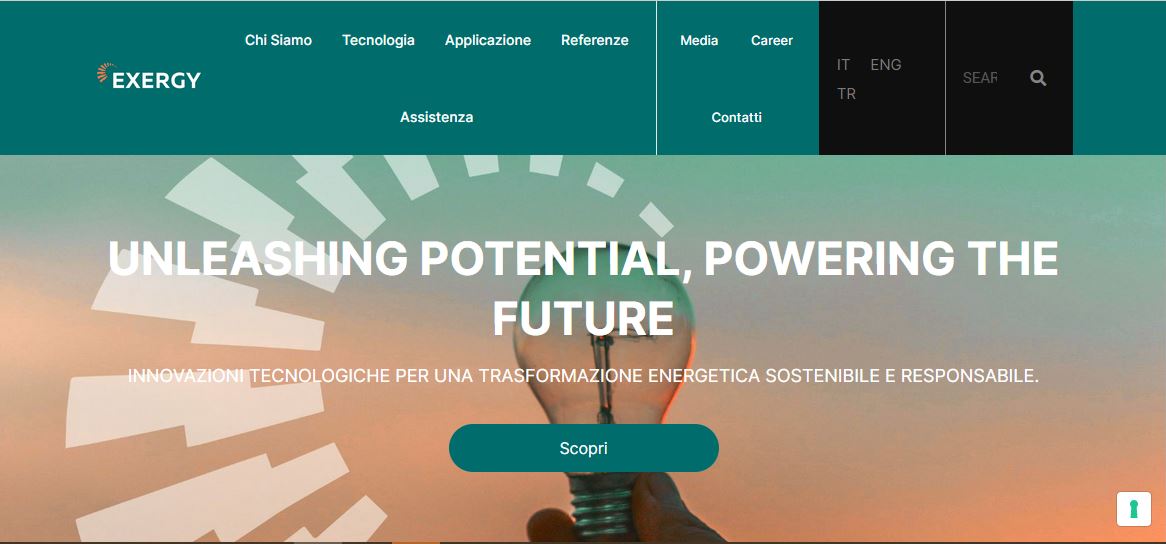 EXERGY
Chi Siamo Tecnologia Applicazione Referenze
Assistenza
Media Career
Contatti
IT ENG
TR
SEAR
UNLEASHING POTENTIAL, POWERING THE
FUTURE
INNOVAZIONI TECNOLOGICHE PER UNA TRASFORMAZIONE ENERGETICA SOSTENIBILE E RESPONSABILE.
Scopri